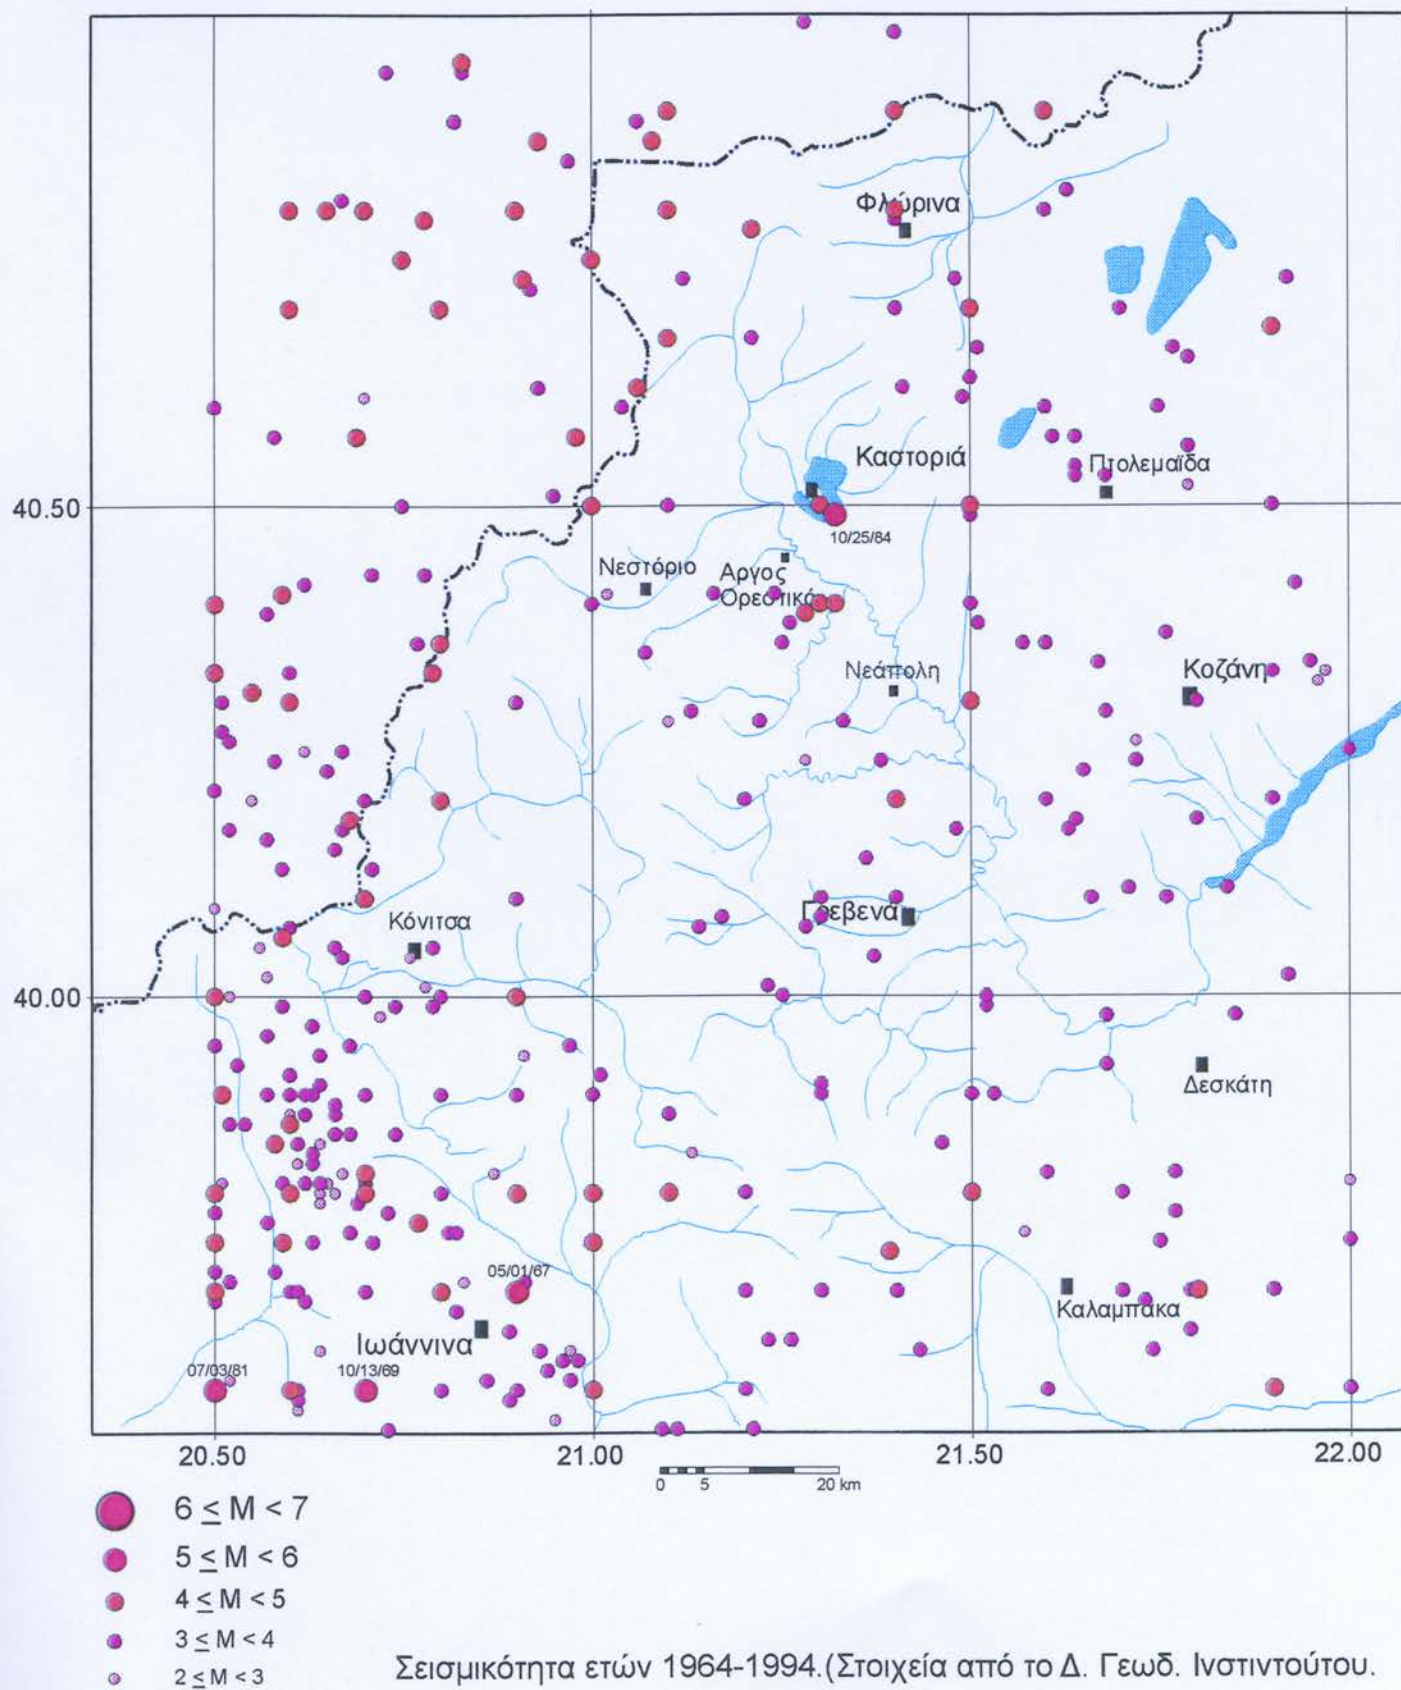 Φλώρινα
Καστοριά
Πτολεμαΐδα
40.50
10/25/84
Νεστόριο
Αργος
Ορεστικό
Νεάπολη
Κοζάνη
Γρεβενά
Κόνιτσα
40.00
Δεσκάτη
05/01/67
Καλαμπάκα
Ιωάννινα
07/03/81
10/13/69
20.50
21.00
21.50
22.00
0 5 20 km
6 ≤ M < 7
5 ≤ M < 6
4 ≤ M < 5
3 ≤ M < 4
2 ≤ M < 3
Σεισμικότητα ετών 1964-1994.(Στοιχεία από το Δ. Γεωδ. Ινστιντούτου.